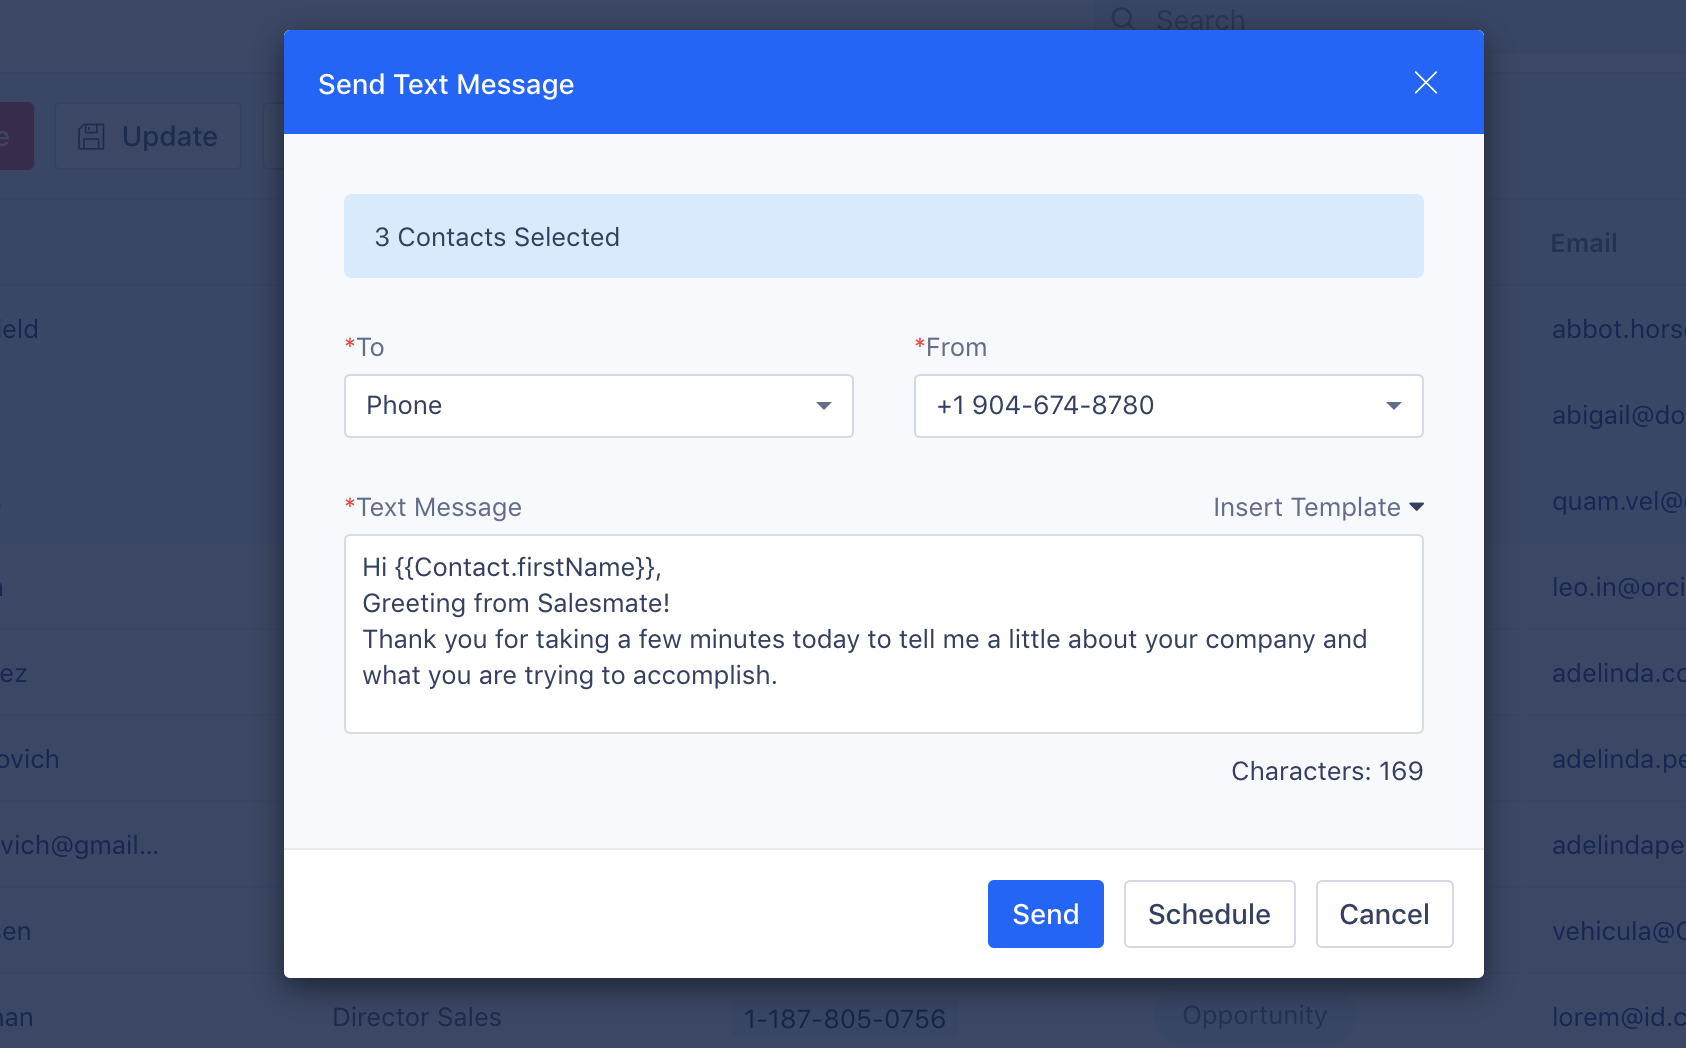 Search
Send Text Message
Update
3 Contacts Selected
Email
*To
*From
Phone
+1 904-674-8780
*Text Message
Insert Template
Hi {{Contact.firstName}},
Greeting from Salesmate!
Thank you for taking a few minutes today to tell me a little about your company and
what you are trying to accomplish.
Characters: 169
Send
Schedule
Cancel
e
ield
abbot.hors
abigail@do
quam.vel@
leo.in@orci
ez
adelinda.co
ovich
adelinda.pe
vich@gmail...
adelindape
sen
vehicula@
nan
Director Sales
1-187-805-0756
Opportunity
lorem@id.c